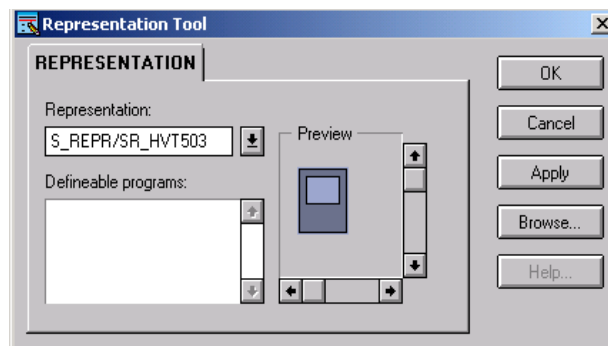 Representation Tool
REPRESENTATION
Representation:
S_REPR/SR_HVT503
Defineable programs:
Preview
OK
Cancel
Apply
Browse...
Help...